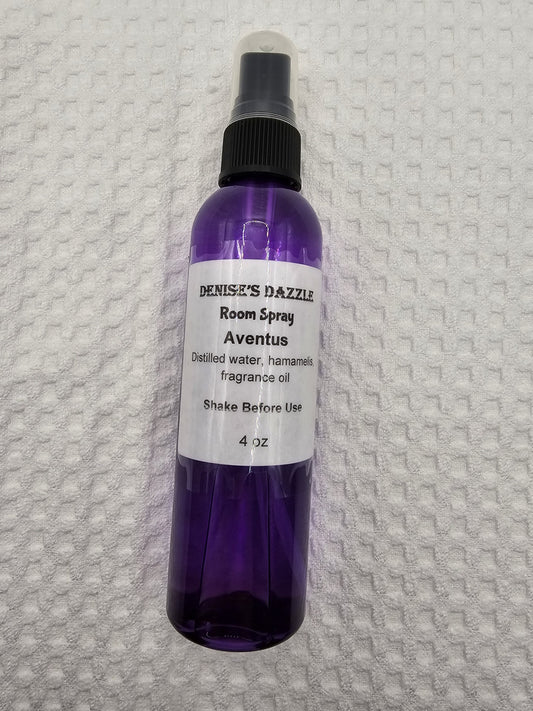 DENISE'S DAZZLE
Room Spray
Aventus
Distilled water, hamamelis,
fragrance oil
Shake Before Use
4 oz